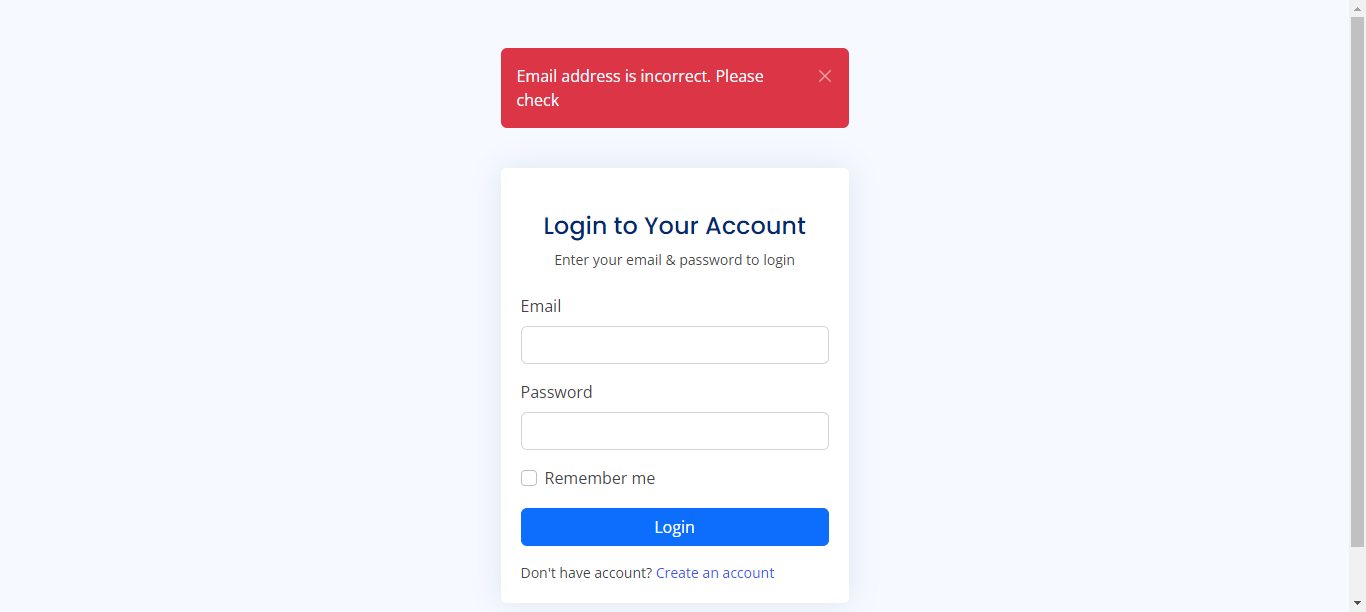 Email address is incorrect. Please
check
Login to Your Account
Enter your email & password to login
Email
Password
Remember me
Login
Don't have account? Create an account